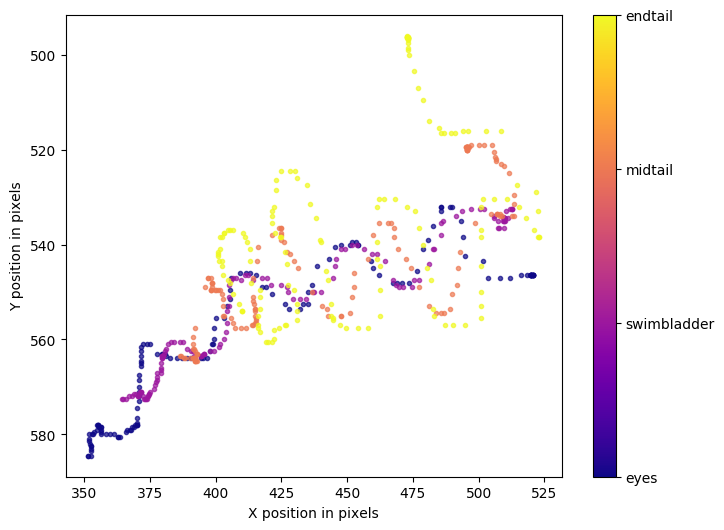 endtail
500
520
midtail
540
560
swimbladder
580
eyes
350
375
400
425
450
475
500
525
X position in pixels
Y position in pixels